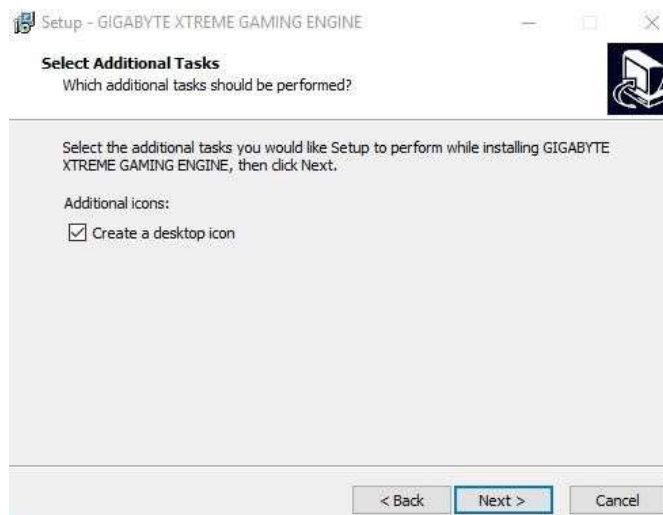 Setup - GIGABYTE XTREME GAMING ENGINE
Select Additional Tasks
Which additional tasks should be performed?
Select the additional tasks you would like Setup to perform while installing GIGABYTE
XTREME GAMING ENGINE, then click Next.
Additional icons:
Create a desktop icon
< Back
Next >
Cancel